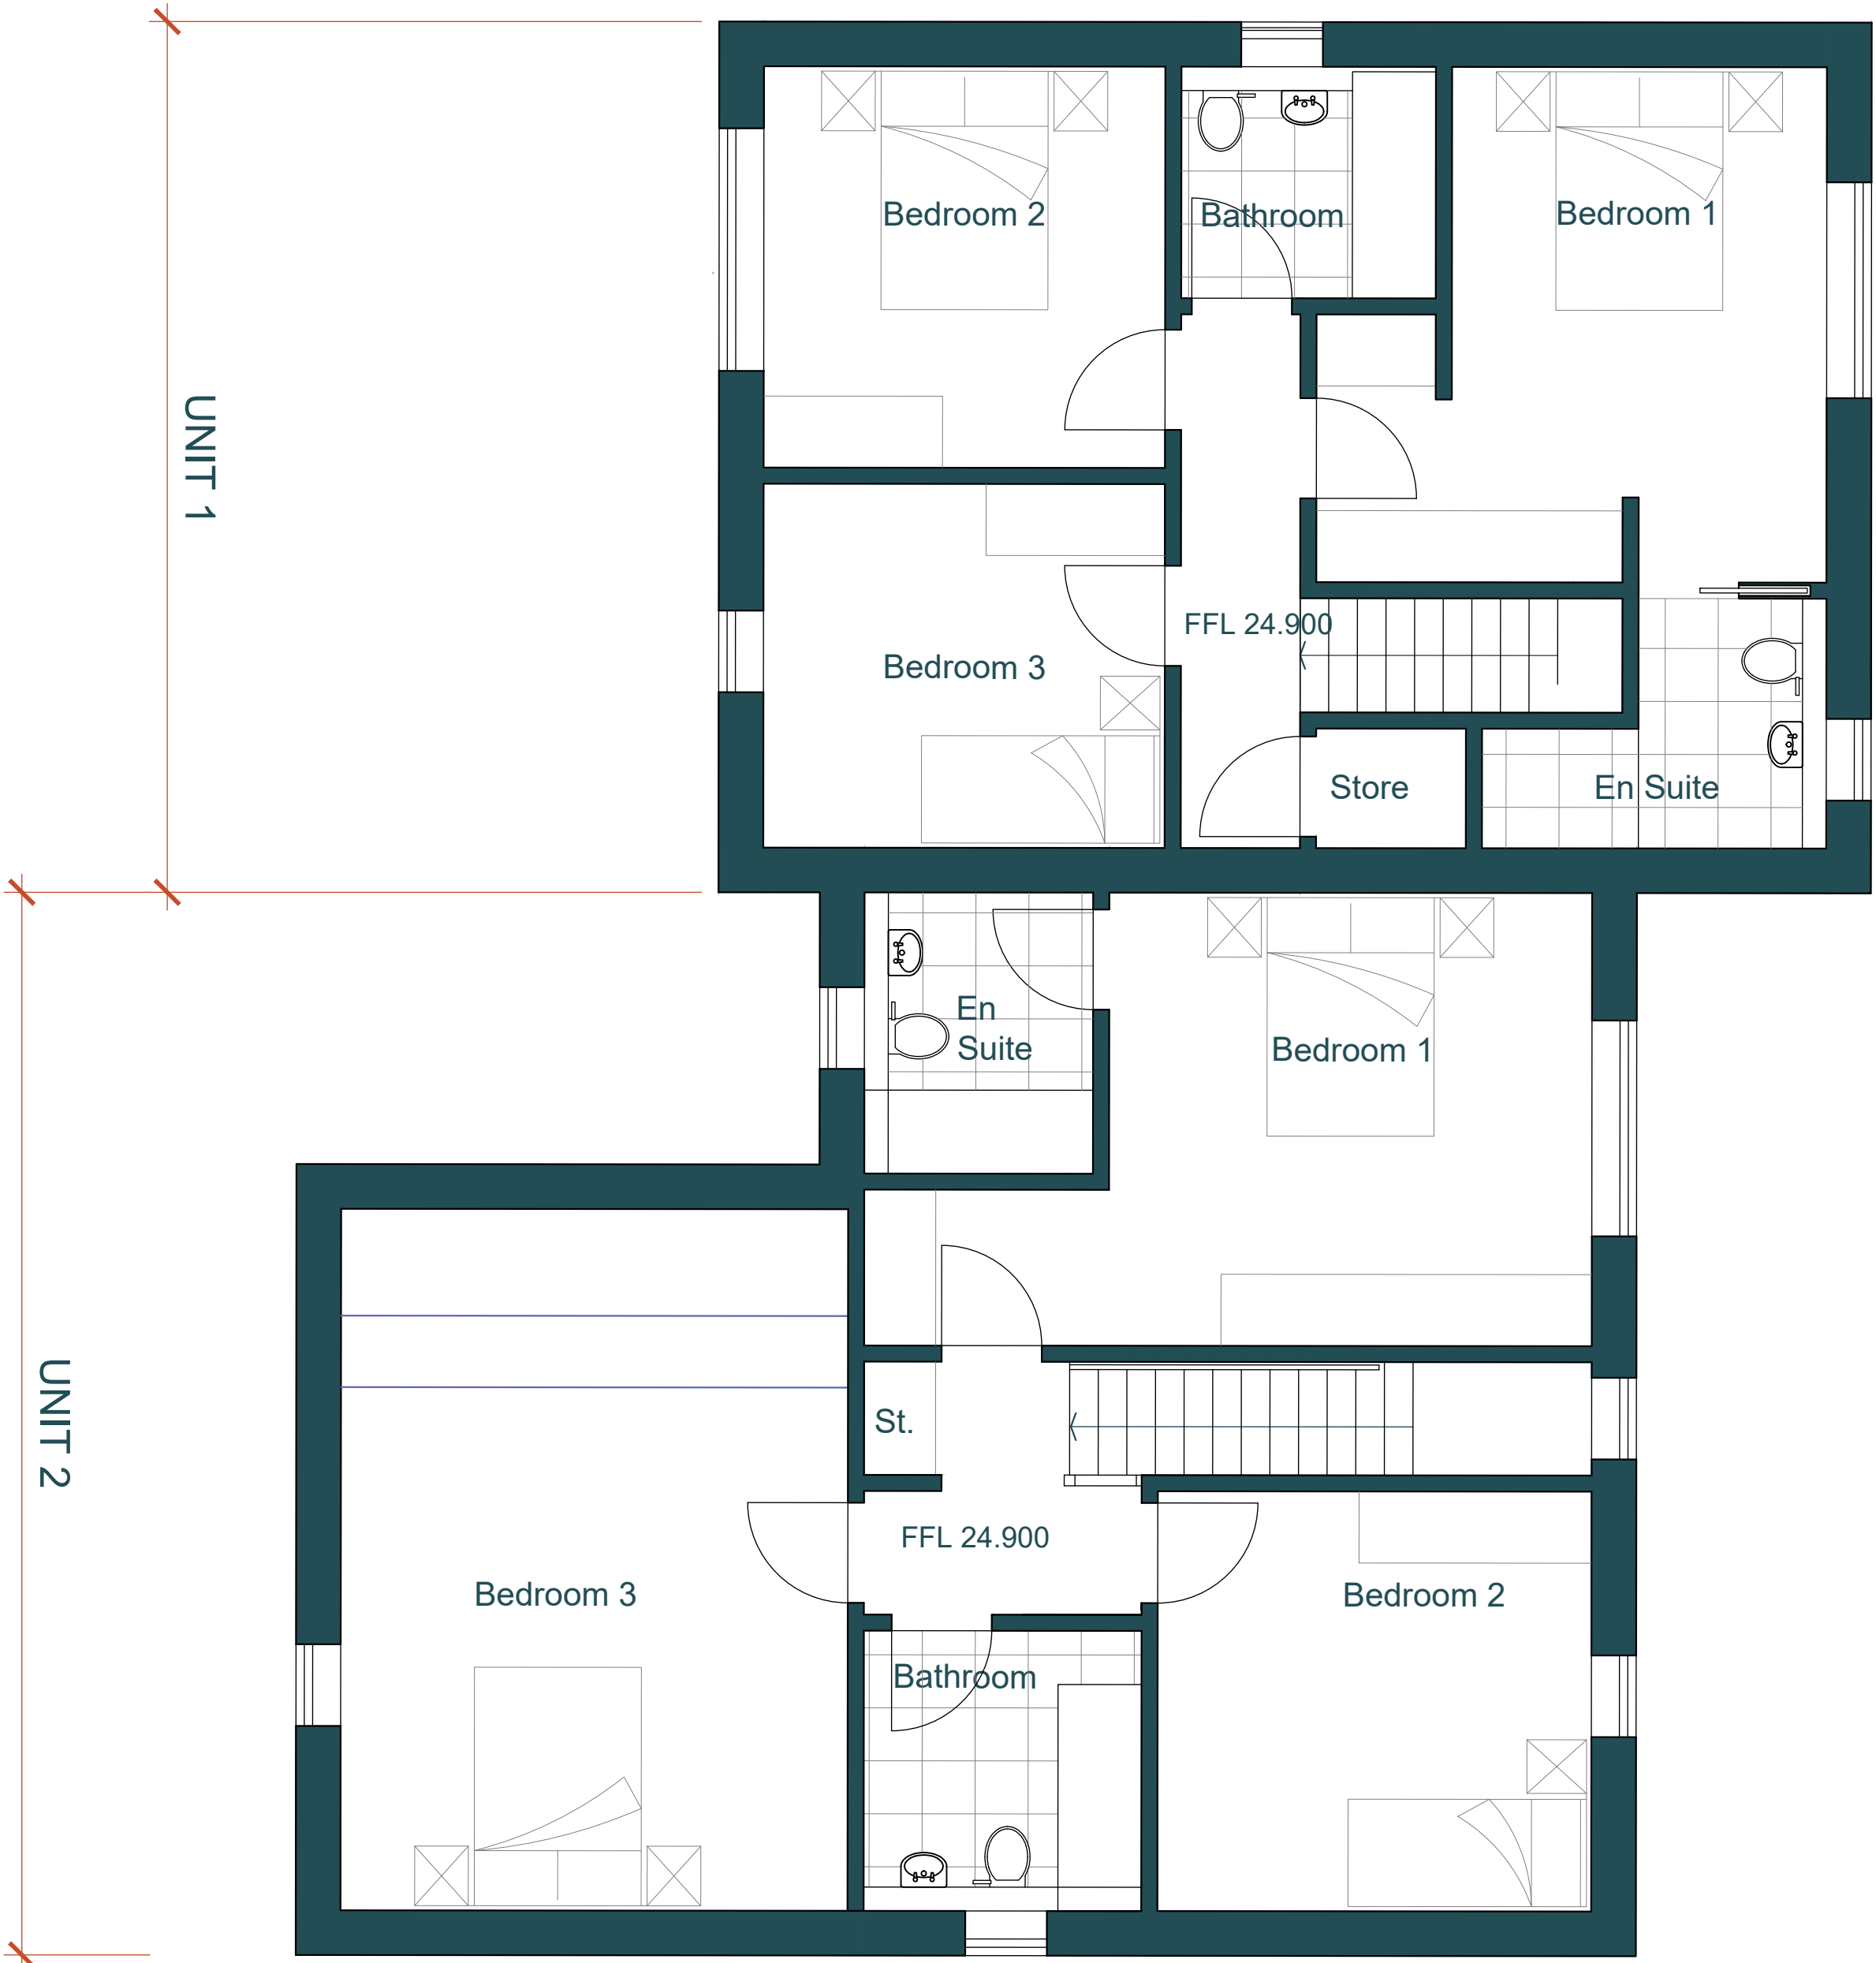 Bedroom 2
Bathroom
Bedroom 1
UNIT 1
FFL 24.900
Bedroom 3
Store
En Suite
En
Suite
Bedroom 1
UNIT 2
St.
FFL 24.900
Bedroom 3
Bedroom 2
Bathroom